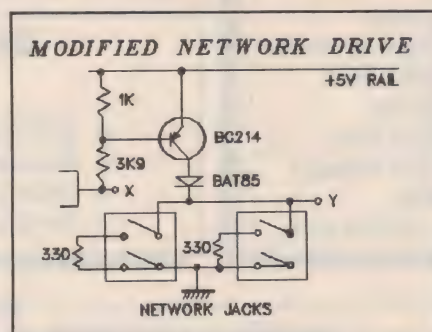 MODIFIED NETWORK DRIVE
+5V RAIL
1K
BC214
3K9
BAT85
X
Y
330
330
NETWORK JACKS